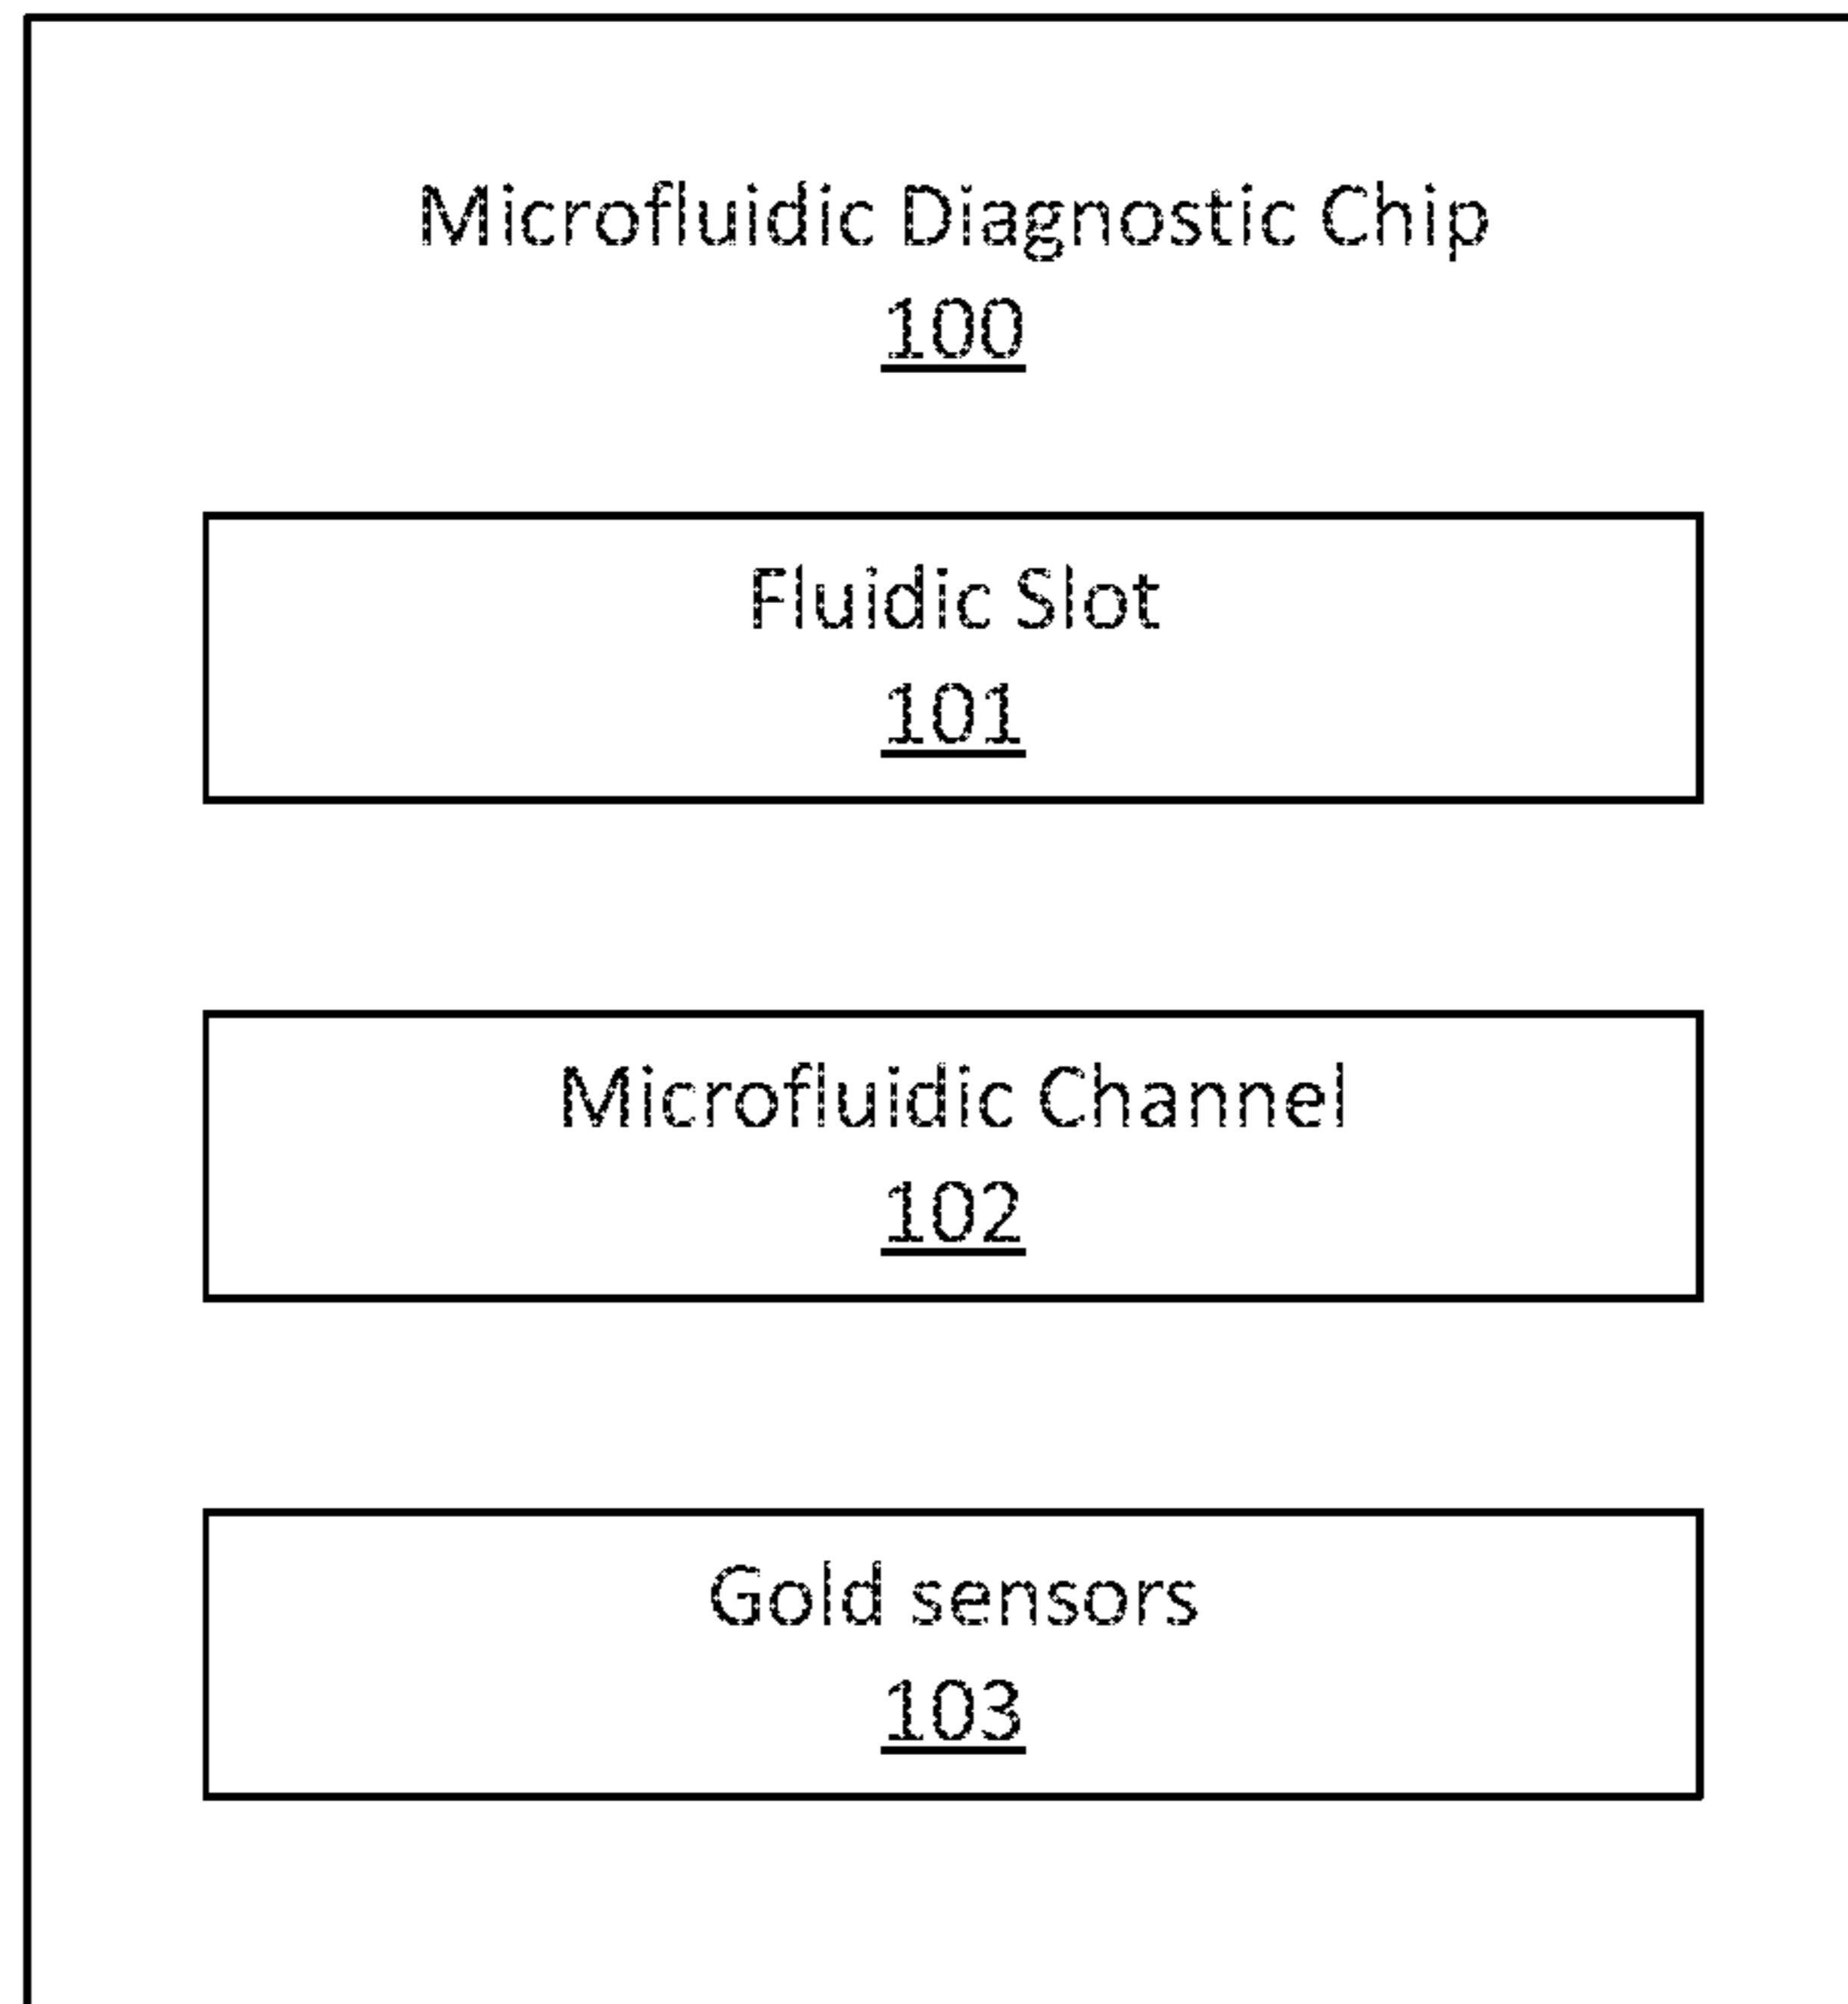 Microfluidic Diagnostic Chip
100
Fluidic Slot
101
Microfluidic Channel
102
Gold sensors
103